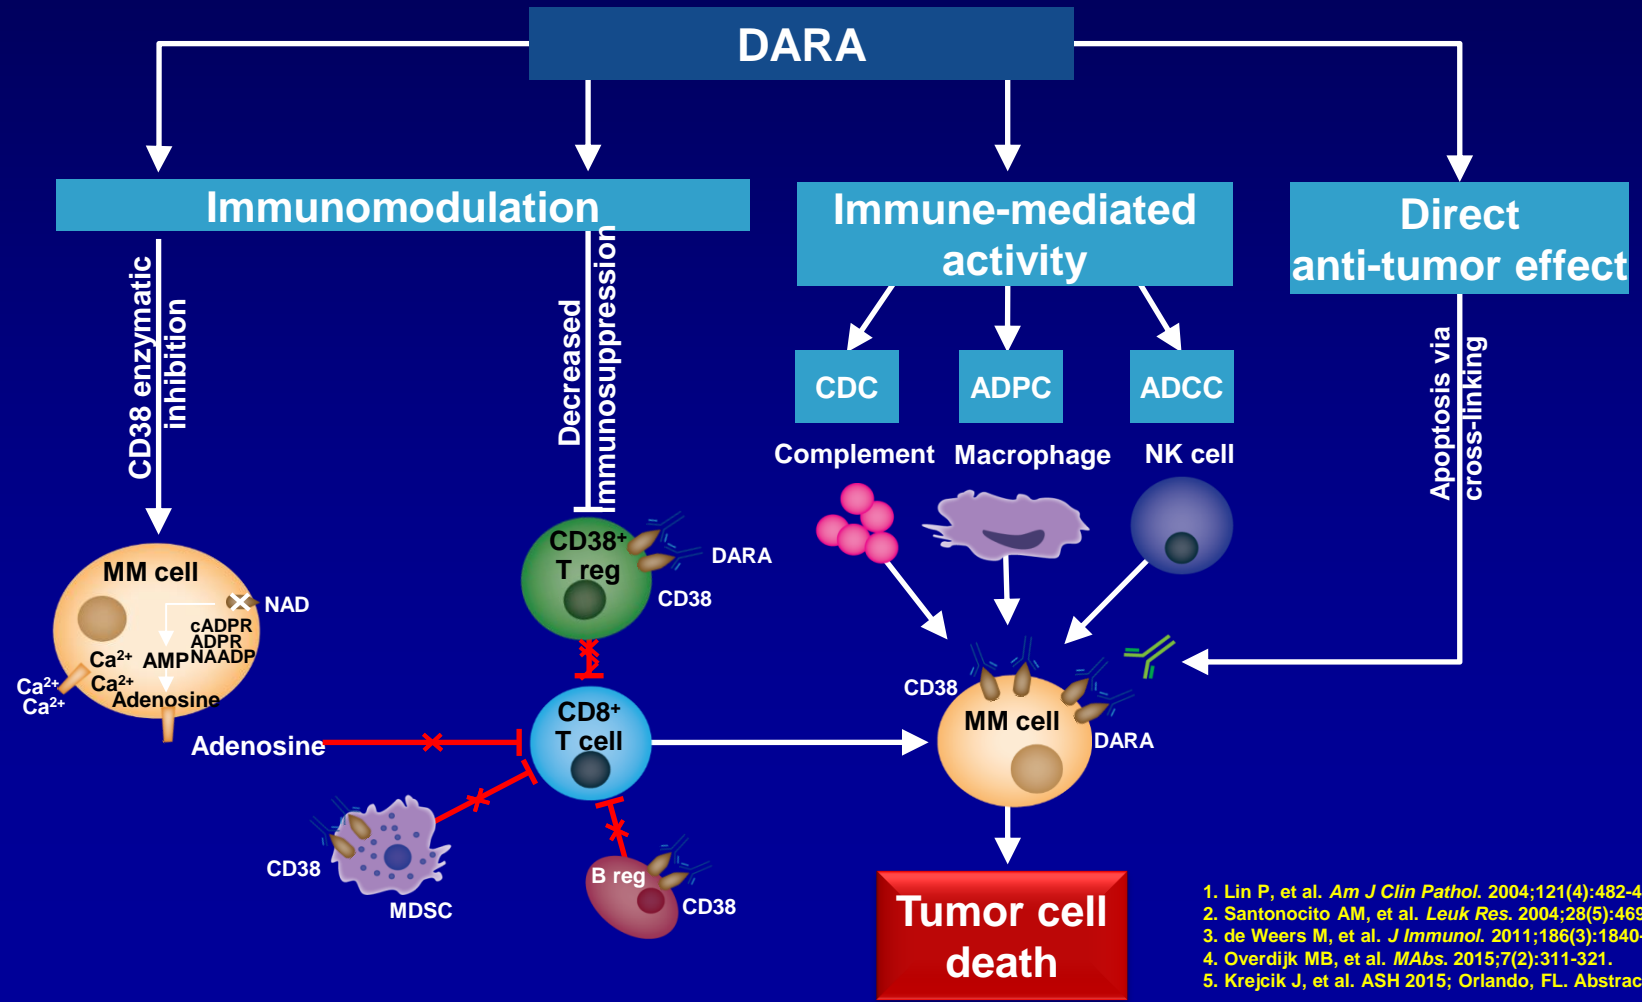 DARA
Immunomodulation
Immune-mediated
activity
Direct
anti-tumor effect
CD38 enzymatic
inhibition
Decreased
immunosuppression
CDC
ADPC
ADCC
Apoptosis via
cross-linking
Complement
Macrophage
NK cell
MM cell
NAD
cADPR
ADPR
NAADP
AMP
Ca²⁺
Ca²⁺
Ca²⁺
Ca²⁺
Adenosine
Adenosine
CD38⁺
T reg
DARA
CD38
CD8⁺
T cell
CD38
MM cell
DARA
CD38
MDSC
B reg
CD38
Tumor cell
death
1. Lin P, et al. Am J Clin Pathol. 2004;121(4):482-4
2. Santonocito AM, et al. Leuk Res. 2004;28(5):469
3. de Weers M, et al. J Immunol. 2011;186(3):1840-
4. Overdijk MB, et al. MAbs. 2015;7(2):311-321.
5. Krejcik J, et al. ASH 2015; Orlando, FL. Abstrac